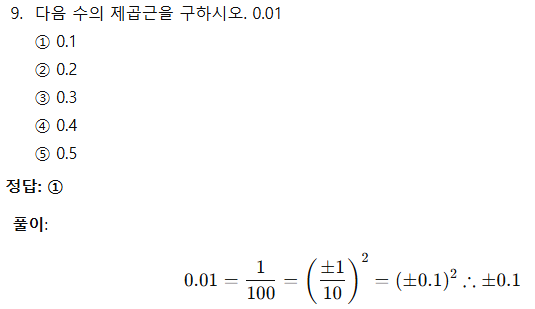 9. 다음 수의 제곱근을 구하시오. 0.01
① 0.1
② 0.2
③ 0.3
④ 0.4
⑤ 0.5
정답: ①
풀이:
0.01 = 1/100 = (±1/10)² = (±0.1)² ∴ ±0.1